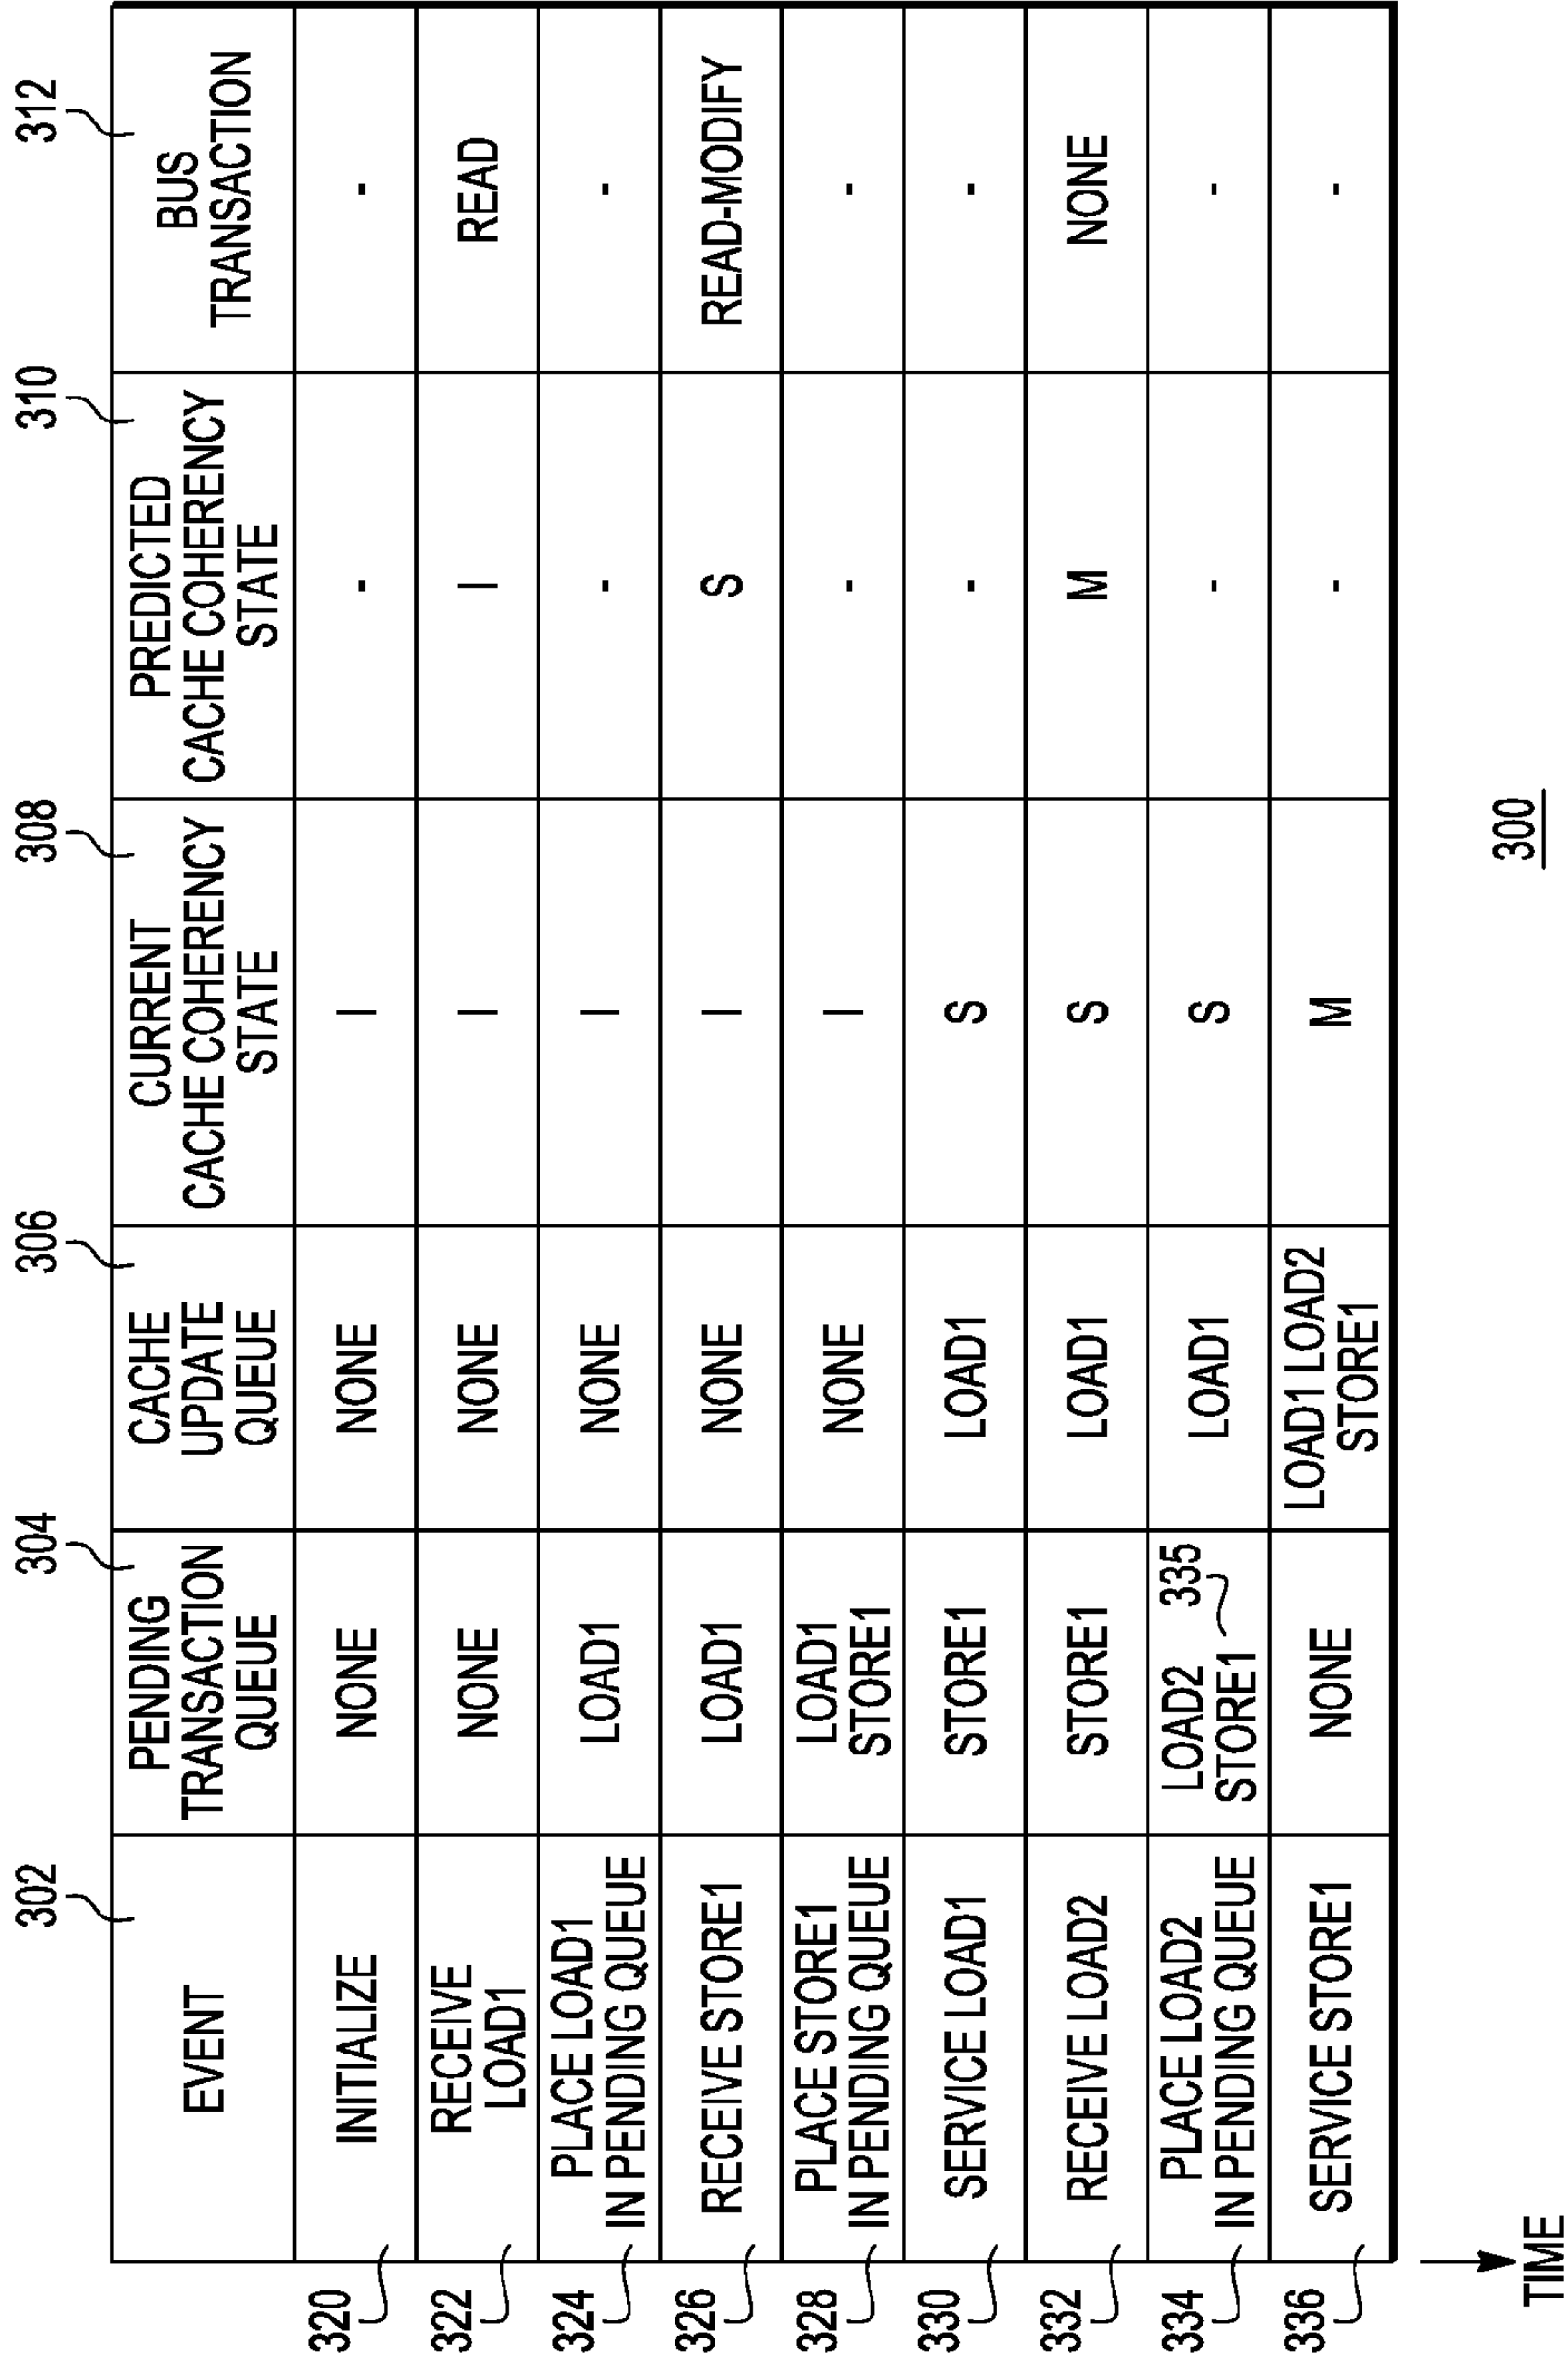 302
304
306
308
310
312
EVENT
PENDING
TRANSACTION
QUEUE
CACHE
UPDATE
QUEUE
CURRENT
CACHE COHERENCY
STATE
PREDICTED
CACHE COHERENCY
STATE
BUS
TRANSACTION
320
INITIALIZE
NONE
NONE
I
-
-
322
RECEIVE
LOAD1
NONE
NONE
I
I
READ
324
PLACE LOAD1
IN PENDING QUEUE
LOAD1
NONE
I
-
-
326
RECEIVE STORE1
LOAD1
NONE
I
S
READ-MODIFY
328
PLACE STORE1
IN PENDING QUEUE
LOAD1
STORE1
NONE
I
-
-
330
SERVICE LOAD1
STORE1
LOAD1
S
-
-
332
RECEIVE LOAD2
STORE1
LOAD1
S
M
NONE
334
PLACE LOAD2
IN PENDING QUEUE
LOAD2
STORE1
335
LOAD1
S
-
-
336
SERVICE STORE1
NONE
LOAD1 LOAD2
STORE1
M
-
-
TIME
300